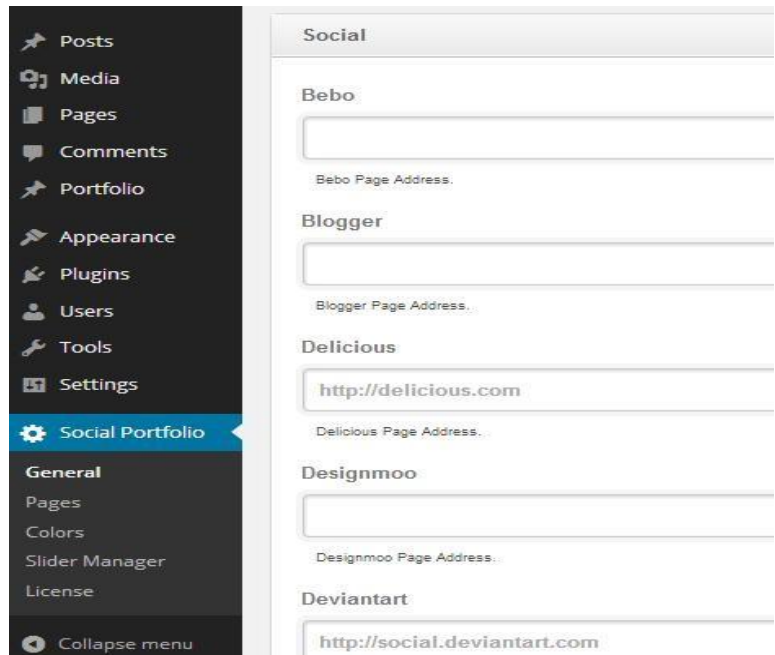 Posts
Media
Pages
Comments
Portfolio
Appearance
Plugins
Users
Tools
Settings
Social Portfolio
General
Pages
Colors
Slider Manager
License
Collapse menu
Social
Bebo
Bebo Page Address.
Blogger
Blogger Page Address.
Delicious
http://delicious.com
Delicious Page Address.
Designmoo
Designmoo Page Address.
Deviantart
http://social.deviantart.com